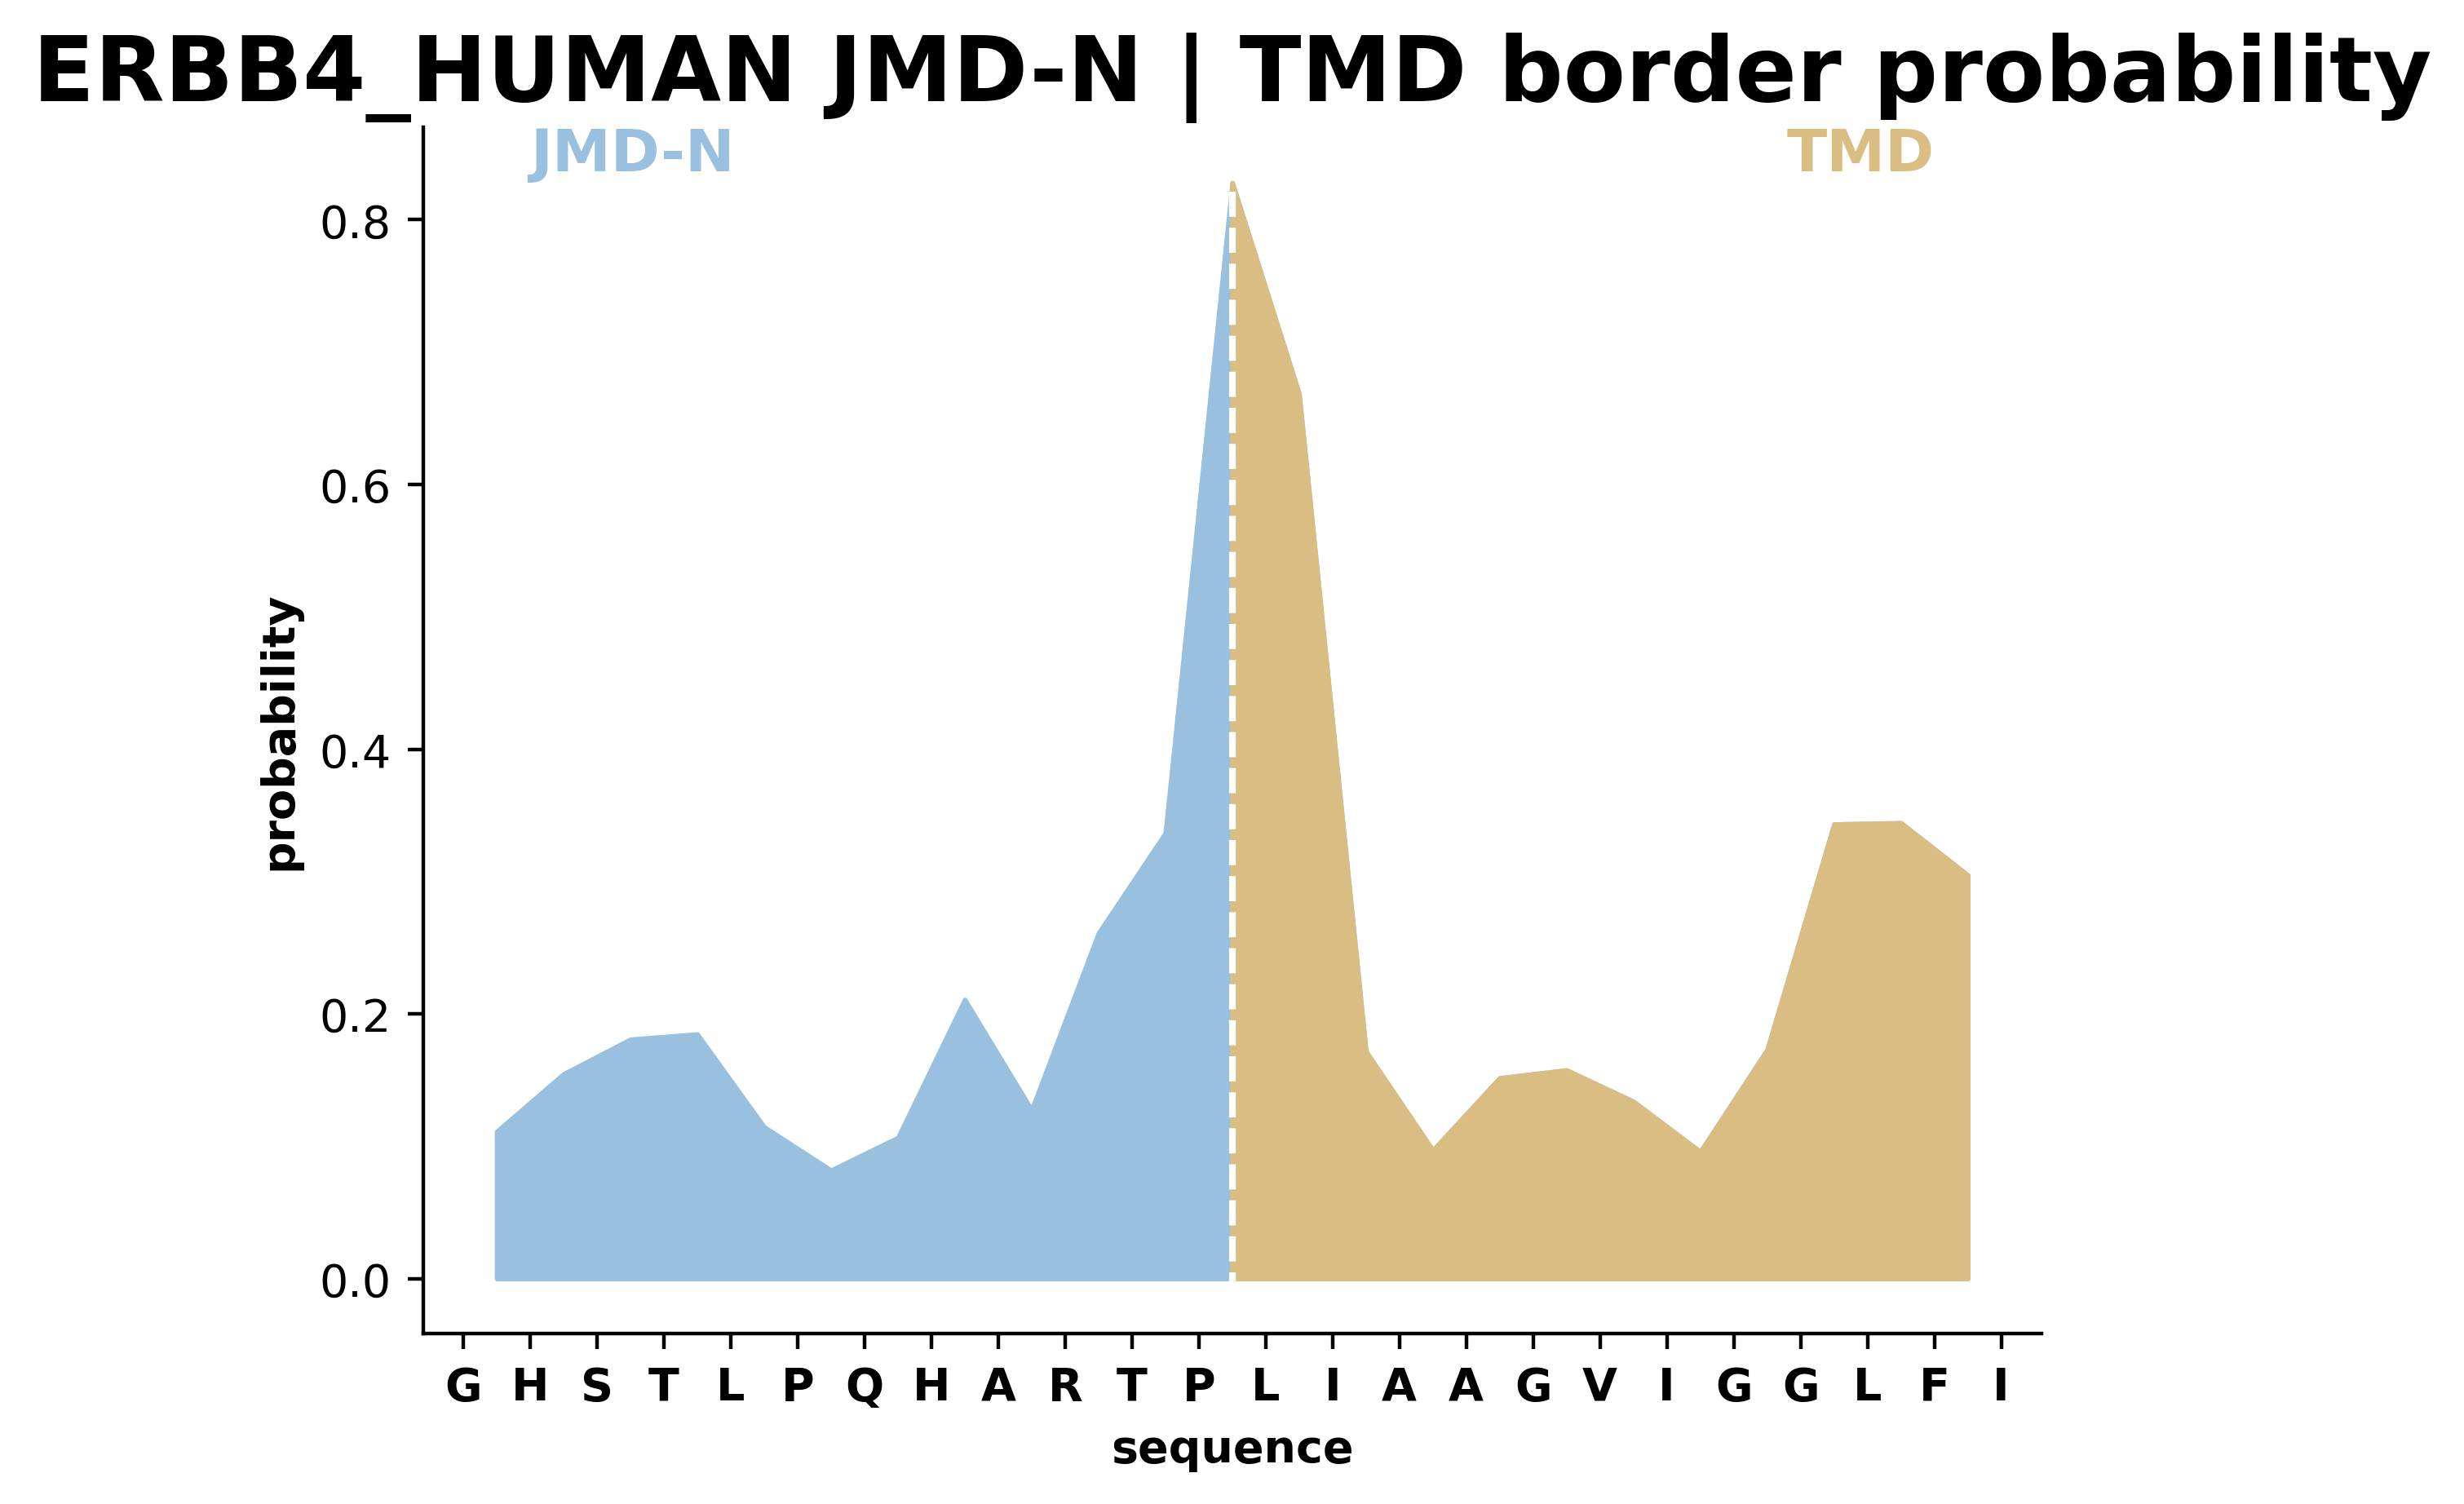 ERBB4_HUMAN JMD-N | TMD border probability
JMD-N TMD
0.8
0.6
0.4
0.2
0.0
probability
G H S T L P Q H A R T P L I A A G V I G G L F I
sequence